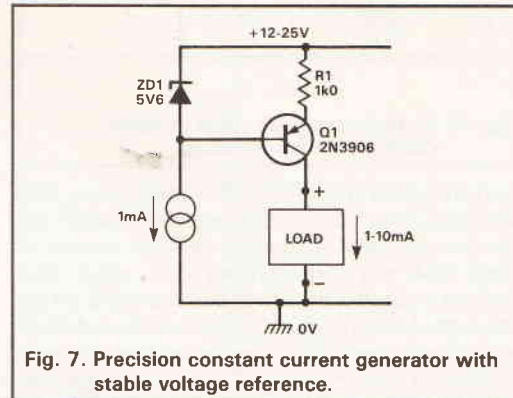 +12-25V
ZD1
5V6
R1
1k0
Q1
2N3906
+
1mA
LOAD
1-10mA
−
0V
Fig. 7. Precision constant current generator with
stable voltage reference.